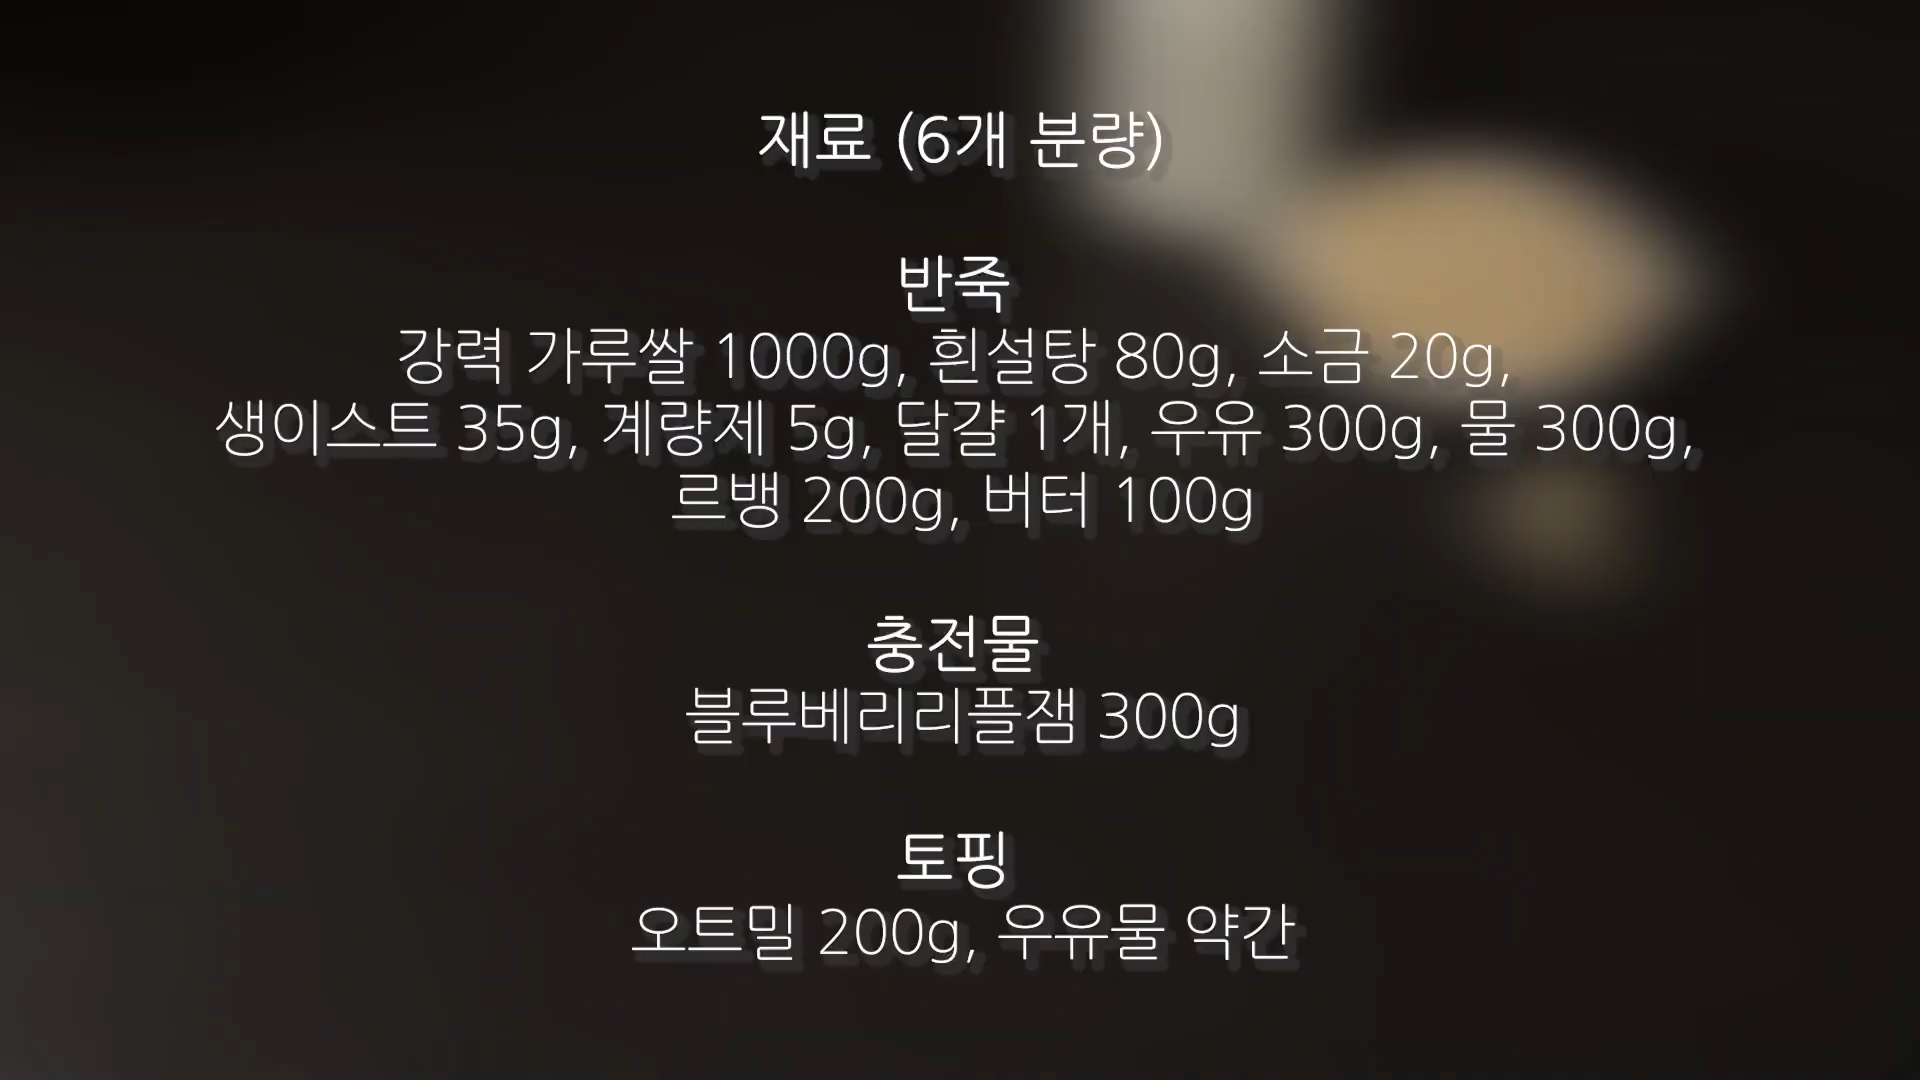 재료 (6개 분량)
반죽
강력 가루쌀 1000g, 흰설탕 80g, 소금 20g,
생이스트 35g, 계량제 5g, 달걀 1개, 우유 300g, 물 300g,
르뱅 200g, 버터 100g
충전물
블루베리리플잼 300g
토핑
오트밀 200g, 우유물 약간